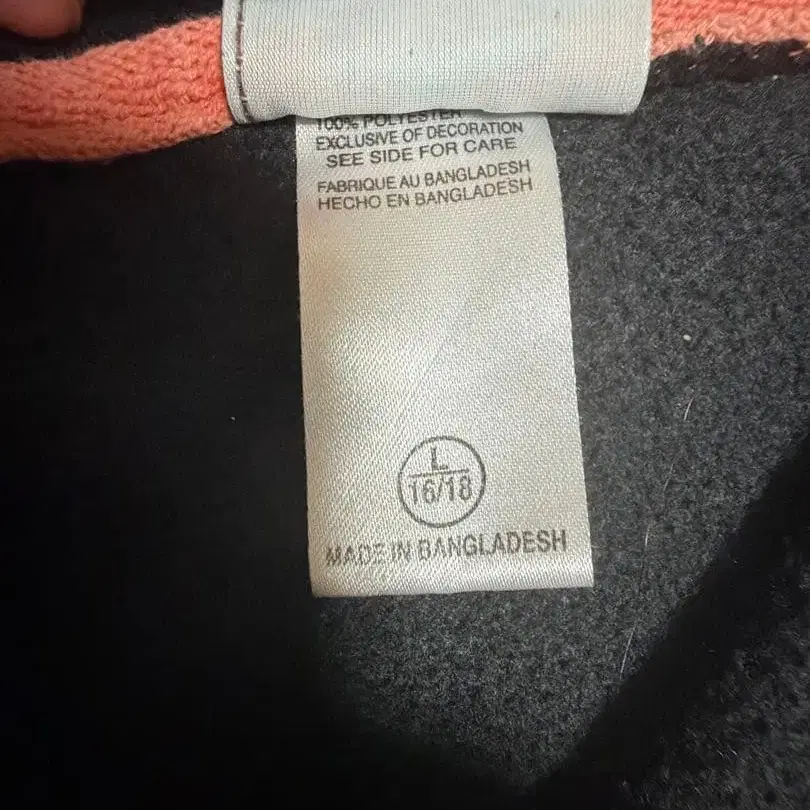 100% POLYESTER
EXCLUSIVE OF DECORATION
SEE SIDE FOR CARE
FABRIQUE AU BANGLADESH
HECHO EN BANGLADESH
L
16/18
MADE IN BANGLADESH